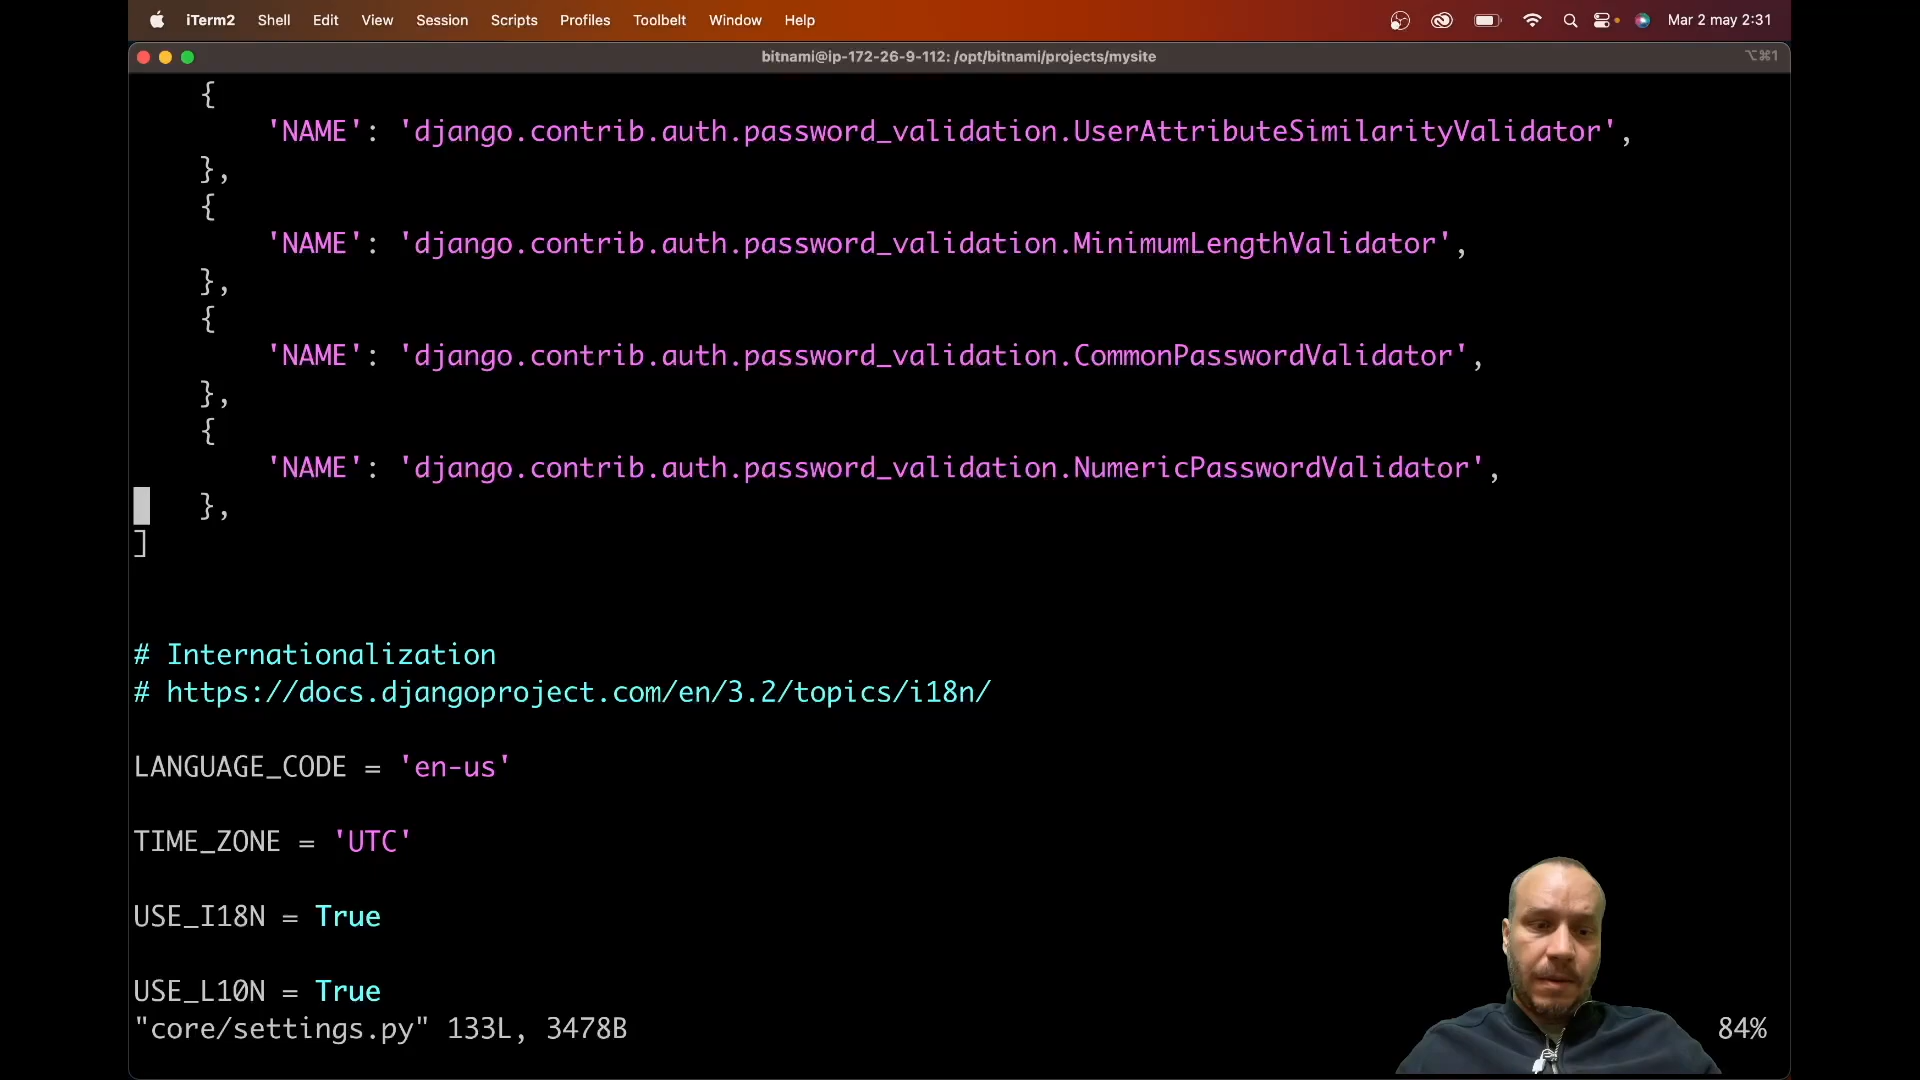 iTerm2 Shell Edit View Session Scripts Profiles Toolbelt Window Help Mar 2 may 2:31
bitnami@ip-172-26-9-112: /opt/bitnami/projects/mysite ⌥⌘1
{
'NAME': 'django.contrib.auth.password_validation.UserAttributeSimilarityValidator',
},
{
'NAME': 'django.contrib.auth.password_validation.MinimumLengthValidator',
},
{
'NAME': 'django.contrib.auth.password_validation.CommonPasswordValidator',
},
{
'NAME': 'django.contrib.auth.password_validation.NumericPasswordValidator',
},
]
# Internationalization
# https://docs.djangoproject.com/en/3.2/topics/i18n/
LANGUAGE_CODE = 'en-us'
TIME_ZONE = 'UTC'
USE_I18N = True
USE_L10N = True
"core/settings.py" 133L, 3478B 84%